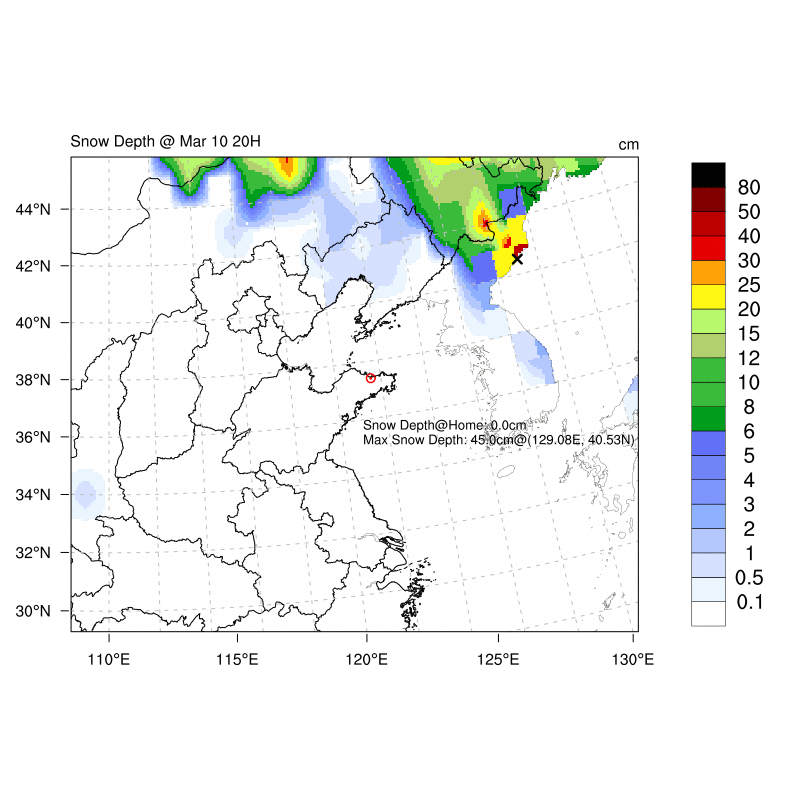 Snow Depth @ Mar 10 20H
cm
44°N
42°N
40°N
38°N
36°N
34°N
32°N
30°N
110°E
115°E
120°E
125°E
130°E
Snow Depth@Home: 0.0cm
Max Snow Depth: 45.0cm@(129.08E, 40.53N)
80
50
40
30
25
20
15
12
10
8
6
5
4
3
2
1
0.5
0.1